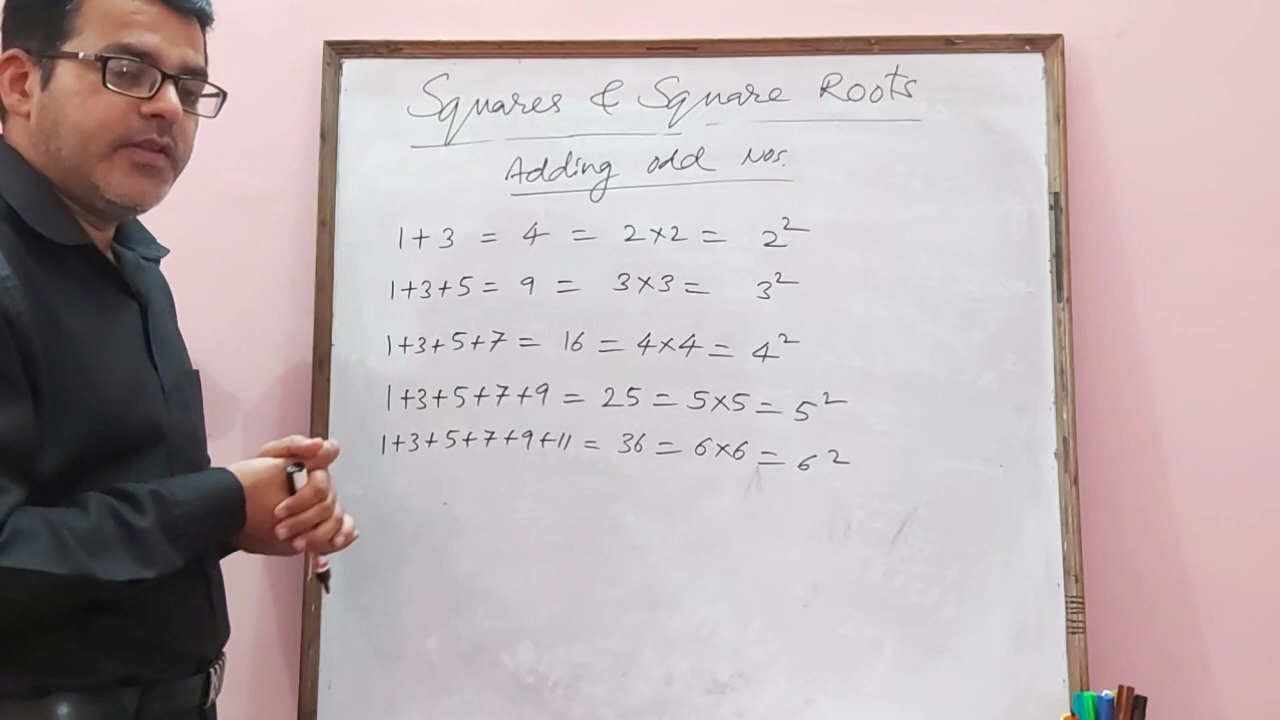 Squares & Square Roots
Adding odd Nos.
1+3 = 4 = 2×2 = 2²
1+3+5 = 9 = 3×3 = 3²
1+3+5+7 = 16 = 4×4 = 4²
1+3+5+7+9 = 25 = 5×5 = 5²
1+3+5+7+9+11 = 36 = 6×6 = 6²